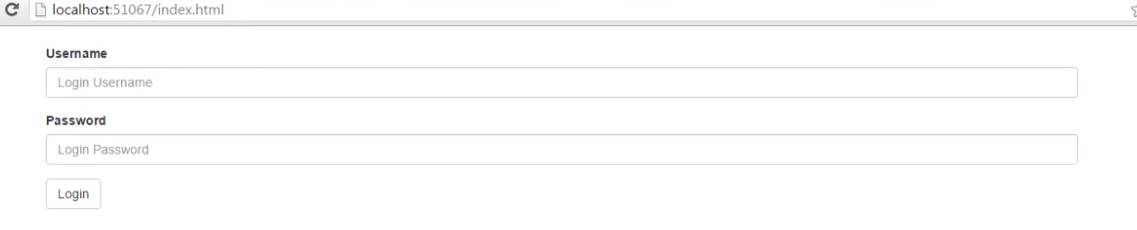 localhost:51067/index.html
Username
Login Username
Password
Login Password
Login